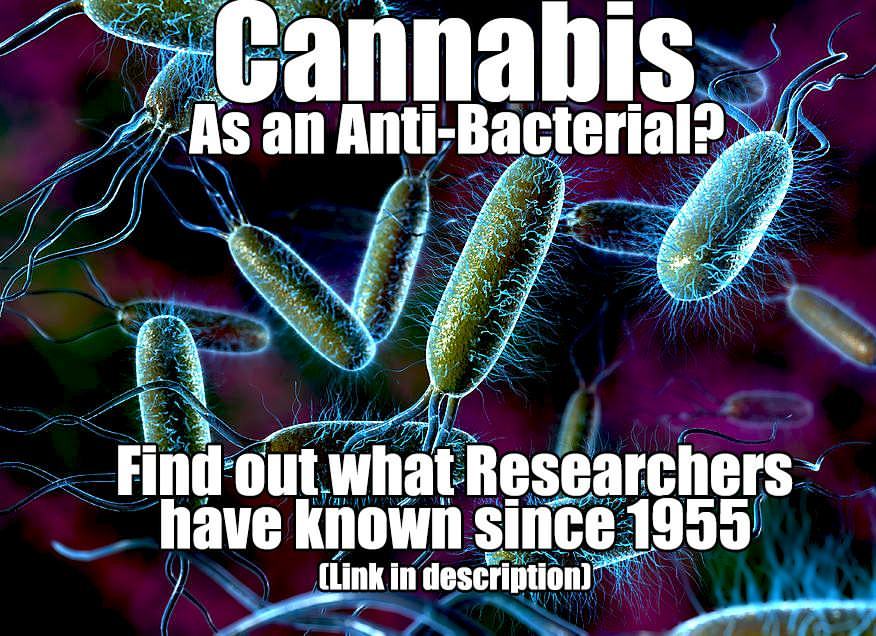 Cannabis
As an Anti-Bacterial?
Find out what Researchers
have known since 1955
(Link in description)